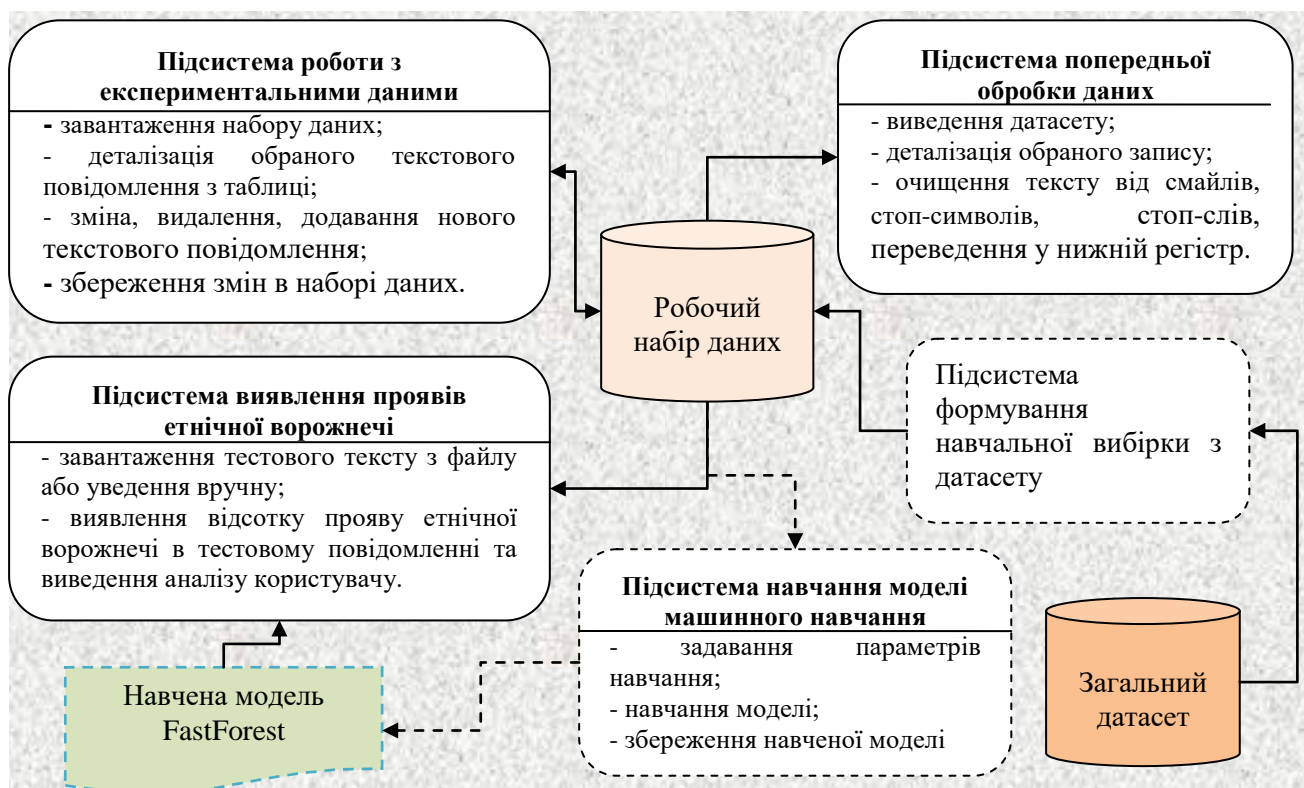 Підсистема роботи з
експериментальними даними
- завантаження набору даних;
- деталізація обраного текстового
повідомлення з таблиці;
- зміна, видалення, додавання нового
текстового повідомлення;
- збереження змін в наборі даних.
Підсистема попередньої
обробки даних
- виведення датасету;
- деталізація обраного запису;
- очищення тексту від смайлів,
стоп-символів, стоп-слів,
переведення у нижній регістр.
Робочий
набір даних
Підсистема
формування
навчальної вибірки з
датасету
Підсистема виявлення проявів
етнічної ворожнечі
- завантаження тестового тексту з файлу
або уведення вручну;
- виявлення відсотку прояву етнічної
ворожнечі в тестовому повідомленні та
виведення аналізу користувачу.
Підсистема навчання моделі
машинного навчання
- задавання параметрів
навчання;
- навчання моделі;
- збереження навченої моделі
Загальний
датасет
Навчена модель
FastForest